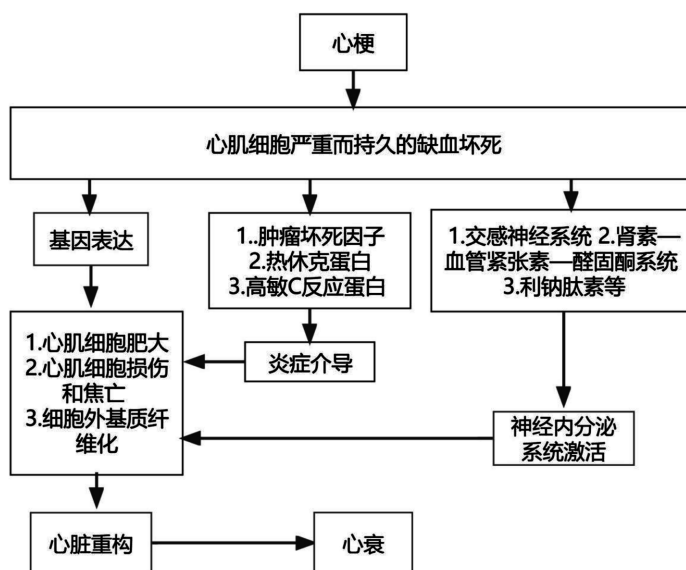 心梗
心肌细胞严重而持久的缺血坏死
基因表达
1..肿瘤坏死因子
2.热休克蛋白
3.高敏C反应蛋白
1.交感神经系统 2.肾素—
血管紧张素—醛固酮系统
3.利钠肽素等
1.心肌细胞肥大
2.心肌细胞损伤
和焦亡
3.细胞外基质纤
维化
炎症介导
神经内分泌
系统激活
心脏重构
心衰